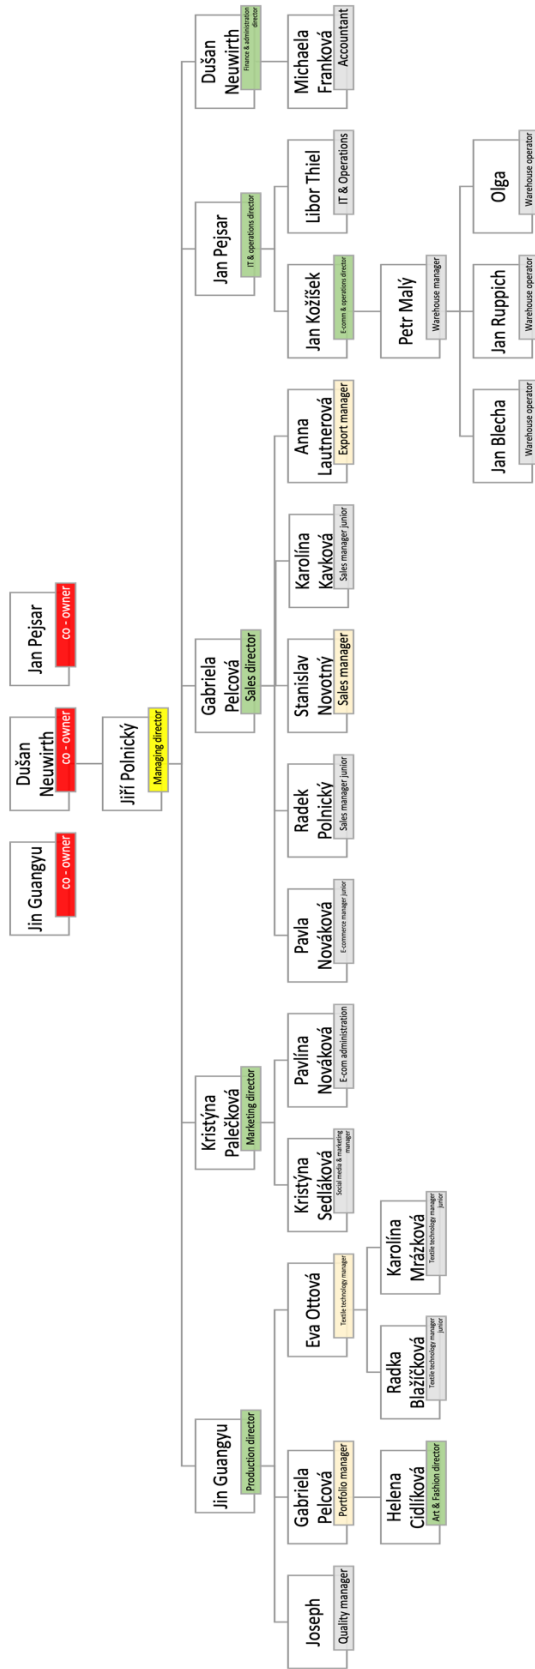 Jin Guangyu
co - owner
Dušan
Neuwirth
co - owner
Jan Pejsar
co - owner
Jiří Polnický
Managing director
Jin Guangyu
Production director
Kristýna
Palečková
Marketing director
Gabriela
Pelcová
Sales director
Jan Pejsar
IT & operations director
Dušan
Neuwirth
Finance & administration
director
Joseph
Quality manager
Gabriela
Pelcová
Portfolio manager
Eva Ottová
Textile technology manager
Kristýna
Sedláková
Social media & marketing
manager
Pavlína
Nováková
E-com administration
Pavla
Nováková
E-commerce manager junior
Radek
Polnický
Sales manager junior
Stanislav
Novotný
Sales manager
Karolína
Kavková
Sales manager junior
Anna
Lautnerová
Export manager
Jan Kožíšek
E-comm & operations director
Libor Thiel
IT & Operations
Michaela
Franková
Accountant
Helena
Cidlíková
Art & Fashion director
Radka
Blažíčková
Textile technology manager
junior
Karolína
Mrázková
Textile technology manager
junior
Petr Malý
Warehouse manager
Jan Blecha
Warehouse operator
Jan Ruppich
Warehouse operator
Olga
Warehouse operator